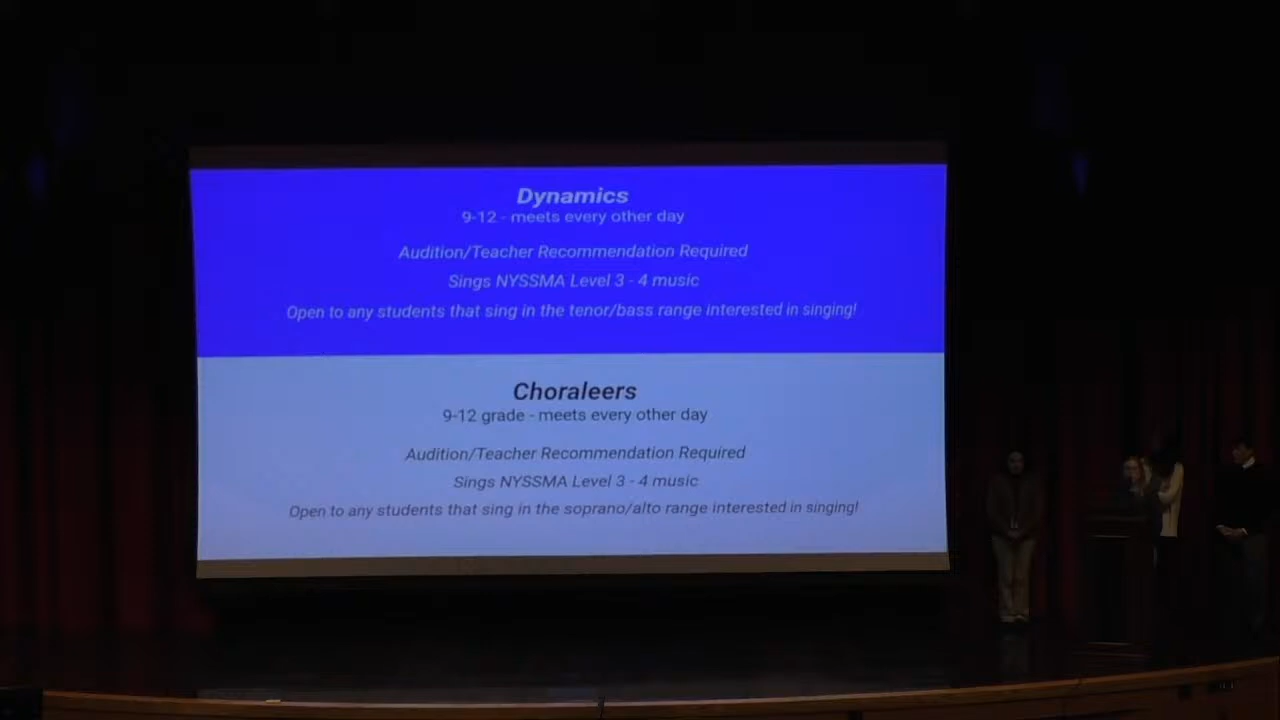 Dynamics
9-12 - meets every other day
Audition/Teacher Recommendation Required
Sings NYSSMA Level 3 - 4 music
Open to any students that sing in the tenor/bass range interested in singing!
Choraleers
9-12 grade - meets every other day
Audition/Teacher Recommendation Required
Sings NYSSMA Level 3 - 4 music
Open to any students that sing in the soprano/alto range interested in singing!